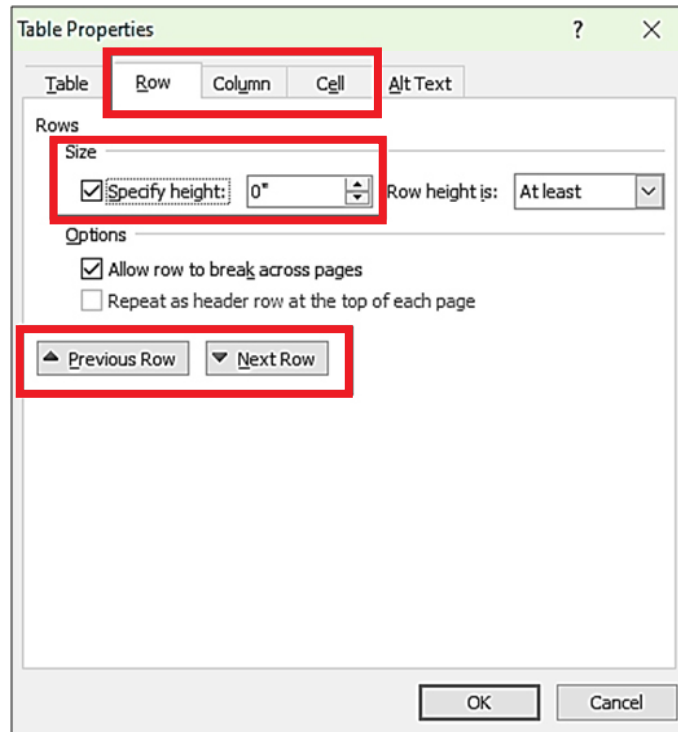 Table Properties ? ×
Table Row Column Cell Alt Text
Rows
Size
Specify height: 0" Row height is: At least
Options
Allow row to break across pages
Repeat as header row at the top of each page
Previous Row Next Row
OK Cancel